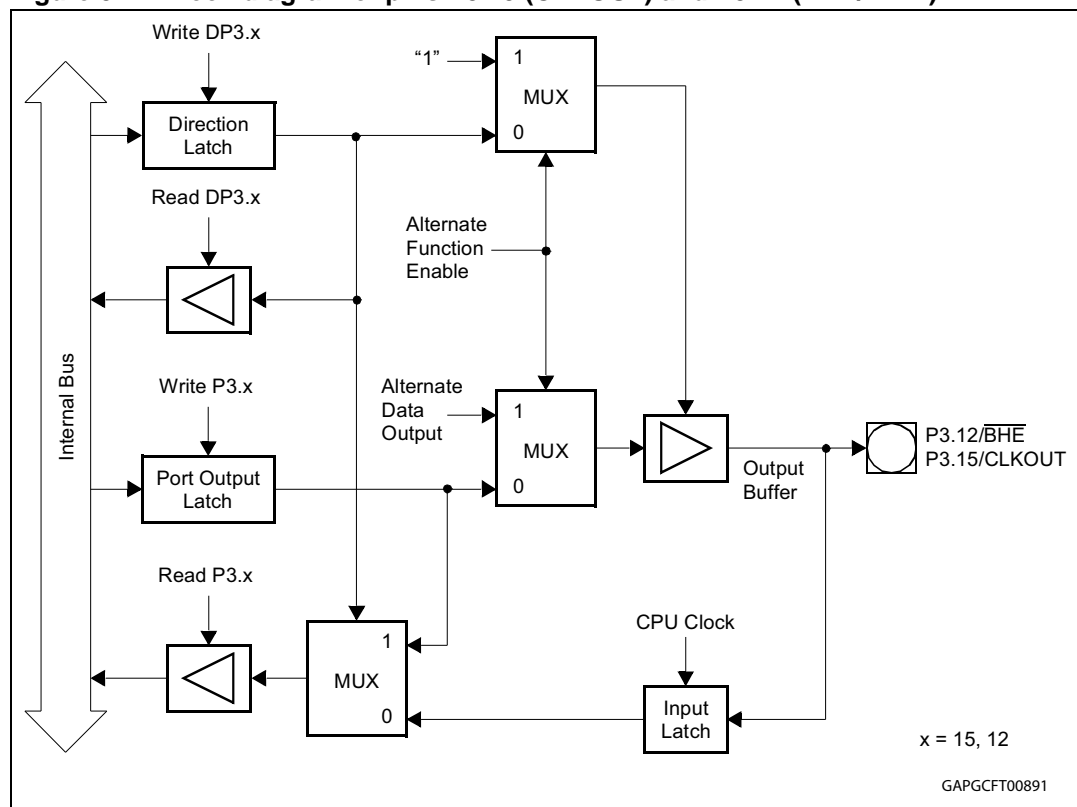 Write DP3.x
“1”
1
MUX
0
Direction
Latch
Read DP3.x
Alternate
Function
Enable
Internal Bus
Write P3.x
Alternate
Data
Output
1
MUX
0
Port Output
Latch
Output
Buffer
P3.12/BHE
P3.15/CLKOUT
Read P3.x
CPU Clock
1
MUX
0
Input
Latch
x = 15, 12
GAPGCFT00891